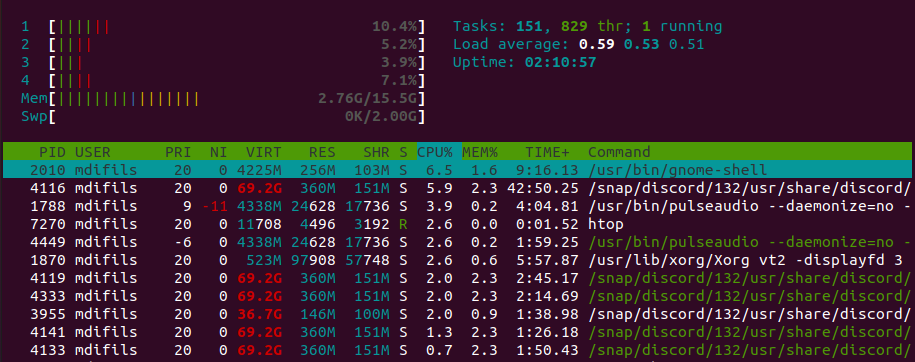 1 [||||||| 10.4%] Tasks: 151, 829 thr; 1 running
2 [|||| 5.2%] Load average: 0.59 0.53 0.51
3 [||| 3.9%] Uptime: 02:10:57
4 [|||| 7.1%]
Mem[|||||||||||||||||| 2.76G/15.5G]
Swp[ 0K/2.00G]
PID USER PRI NI VIRT RES SHR S CPU% MEM% TIME+ Command
2010 mdifils 20 0 4225M 256M 103M S 6.5 1.6 9:16.13 /usr/bin/gnome-shell
4116 mdifils 20 0 69.2G 360M 151M S 5.9 2.3 42:50.25 /snap/discord/132/usr/share/discord/
1788 mdifils 9 -11 4338M 24628 17736 S 3.9 0.2 4:04.81 /usr/bin/pulseaudio --daemonize=no -
7270 mdifils 20 0 11708 4496 3192 R 2.6 0.0 0:01.52 htop
4449 mdifils -6 0 4338M 24628 17736 S 2.6 0.2 1:59.25 /usr/bin/pulseaudio --daemonize=no -
1870 mdifils 20 0 523M 97908 57748 S 2.6 0.6 5:57.87 /usr/lib/xorg/Xorg vt2 -displayfd 3
4119 mdifils 20 0 69.2G 360M 151M S 2.0 2.3 2:45.17 /snap/discord/132/usr/share/discord/
4333 mdifils 20 0 69.2G 360M 151M S 2.0 2.3 2:14.69 /snap/discord/132/usr/share/discord/
3955 mdifils 20 0 36.7G 146M 100M S 2.0 0.9 1:38.98 /snap/discord/132/usr/share/discord/
4141 mdifils 20 0 69.2G 360M 151M S 1.3 2.3 1:26.18 /snap/discord/132/usr/share/discord/
4133 mdifils 20 0 69.2G 360M 151M S 0.7 2.3 1:50.43 /snap/discord/132/usr/share/discord/